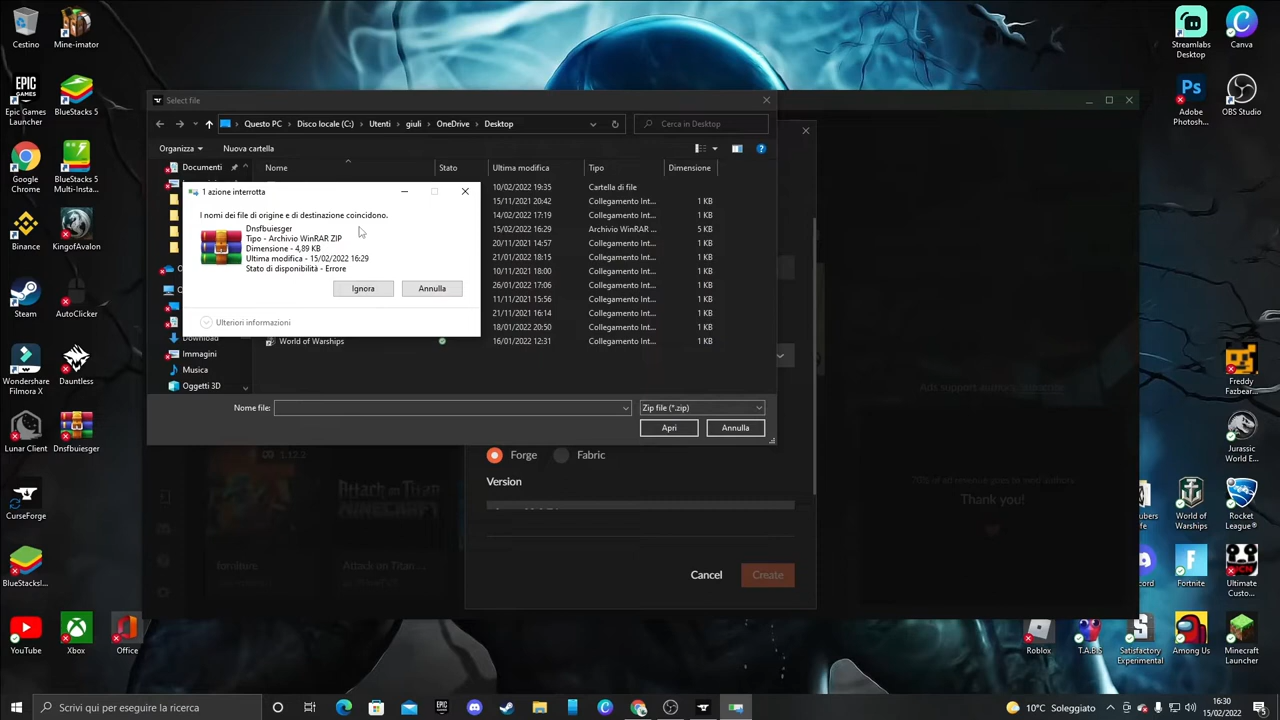 Cestino
Mine-imator
Epic Games
Launcher
BlueStacks 5
Google
Chrome
BlueStacks 5
Multi-Insta...
Binance
KingofAvalon
Steam
AutoClicker
Wondershare
Filmora X
Dauntless
Lunar Client
Dnsfbuiesger
CurseForge
BlueStacksI...
YouTube
Xbox
Office
Select file
Questo PC
Disco locale (C:)
Utenti
giuli
OneDrive
Desktop
Cerca in Desktop
Organizza
Nuova cartella
Documenti
Nome
Stato
Ultima modifica
Tipo
Dimensione
10/02/2022 19:35 Cartella di file
15/11/2021 20:42 Collegamento Int... 1 KB
14/02/2022 17:19 Collegamento Int... 1 KB
15/02/2022 16:29 Archivio WinRAR ... 5 KB
20/11/2021 14:57 Collegamento Int... 1 KB
21/01/2022 18:15 Collegamento Int... 1 KB
10/11/2021 18:00 Collegamento Int... 1 KB
26/01/2022 17:06 Collegamento Int... 1 KB
11/11/2021 15:56 Collegamento Int... 1 KB
21/11/2021 16:14 Collegamento Int... 1 KB
18/01/2022 20:50 Collegamento Int... 1 KB
World of Warships 16/01/2022 12:31 Collegamento Int... 1 KB
Download
Immagini
Musica
Oggetti 3D
1 azione interrotta
I nomi dei file di origine e di destinazione coincidono.
Dnsfbuiesger
Tipo - Archivio WinRAR ZIP
Dimensione - 4,89 KB
Ultima modifica - 15/02/2022 16:29
Stato di disponibilità - Errore
Ignora
Annulla
Ulteriori informazioni
Nome file:
Zip file (*.zip)
Apri
Annulla
1.12.2
Forge
Fabric
Version
Cancel
Create
forniture
Attack on Titan
MINECRAFT
Attack on Titan ...
Thank you!
Streamlabs
Desktop
Canva
Adobe
Photosh...
OBS Studio
Freddy
Fazbear...
Jurassic
World E...
World of
Warships
Rocket
League®
Fortnite
Ultimate
Custo...
Roblox
T.A.B.S
Satisfactory
Experimental
Among Us
Minecraft
Launcher
Scrivi qui per eseguire la ricerca
10°C Soleggiato
16:30
15/02/2022